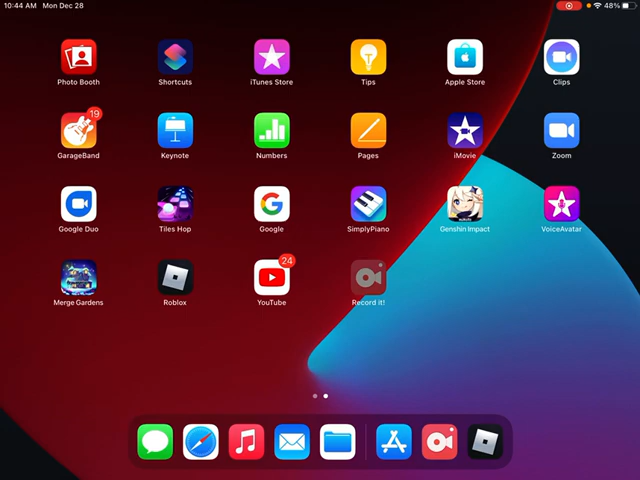 10:44 AM Mon Dec 28 48%
Photo Booth Shortcuts iTunes Store Tips Apple Store Clips
19
GarageBand Keynote Numbers Pages iMovie Zoom
Google Duo Tiles Hop Google SimplyPiano Genshin Impact VoiceAvatar
24
Merge Gardens Roblox YouTube Record it!